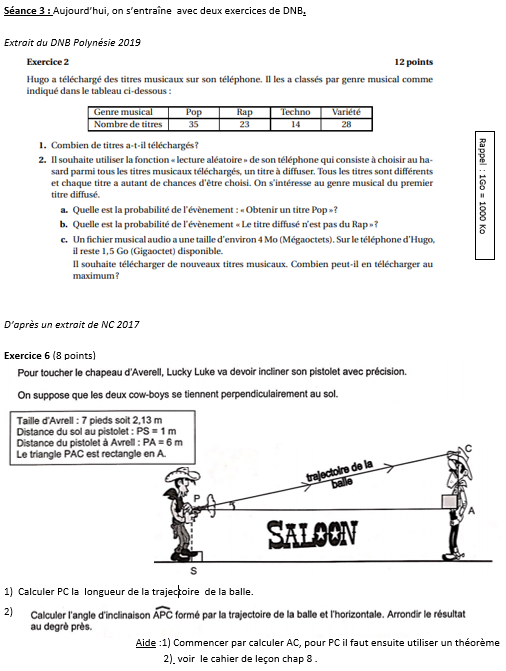 Séance 3 : Aujourd'hui, on s'entraîne avec deux exercices de DNB.
Extrait du DNB Polynésie 2019
Exercice 2 12 points
Hugo a téléchargé des titres musicaux sur son téléphone. Il les a classés par genre musical comme
indiqué dans le tableau ci-dessous :
Genre musical Pop Rap Techno Variété
Nombre de titres 35 23 14 28
1. Combien de titres a-t-il téléchargés?
2. Il souhaite utiliser la fonction « lecture aléatoire » de son téléphone qui consiste à choisir au ha-
sard parmi tous les titres musicaux téléchargés, un titre à diffuser. Tous les titres sont différents
et chaque titre a autant de chances d'être choisi. On s'intéresse au genre musical du premier
titre diffusé.
a. Quelle est la probabilité de l'évènement : « Obtenir un titre Pop »?
b. Quelle est la probabilité de l'évènement « Le titre diffusé n'est pas du Rap »?
c. Un fichier musical audio a une taille d'environ 4 Mo (Mégaoctets). Sur le téléphone d'Hugo,
il reste 1,5 Go (Gigaoctet) disponible.
Il souhaite télécharger de nouveaux titres musicaux. Combien peut-il en télécharger au
maximum?
Rappel : 1Go = 1000 Ko
D'après un extrait de NC 2017
Exercice 6 (8 points)
Pour toucher le chapeau d'Averell, Lucky Luke va devoir incliner son pistolet avec précision.
On suppose que les deux cow-boys se tiennent perpendiculairement au sol.
Taille d'Avrell : 7 pieds soit 2,13 m
Distance du sol au pistolet : PS = 1 m
Distance du pistolet à Avrell : PA = 6 m
Le triangle PAC est rectangle en A.
C
trajectoire de la
balle
P
A
SALOON
S
1) Calculer PC la longueur de la trajectoire de la balle.
2) Calculer l'angle d'inclinaison APC formé par la trajectoire de la balle et l'horizontale. Arrondir le résultat
au degré près.
Aide :1) Commencer par calculer AC, pour PC il faut ensuite utiliser un théorème
2) voir le cahier de leçon chap 8 .